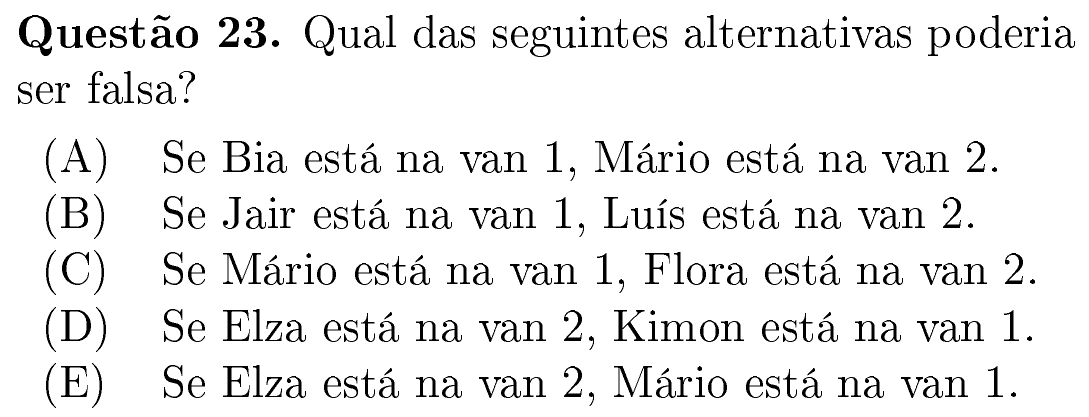 Questão 23. Qual das seguintes alternativas poderia
ser falsa?
(A) Se Bia está na van 1, Mário está na van 2.
(B) Se Jair está na van 1, Luís está na van 2.
(C) Se Mário está na van 1, Flora está na van 2.
(D) Se Elza está na van 2, Kimon está na van 1.
(E) Se Elza está na van 2, Mário está na van 1.